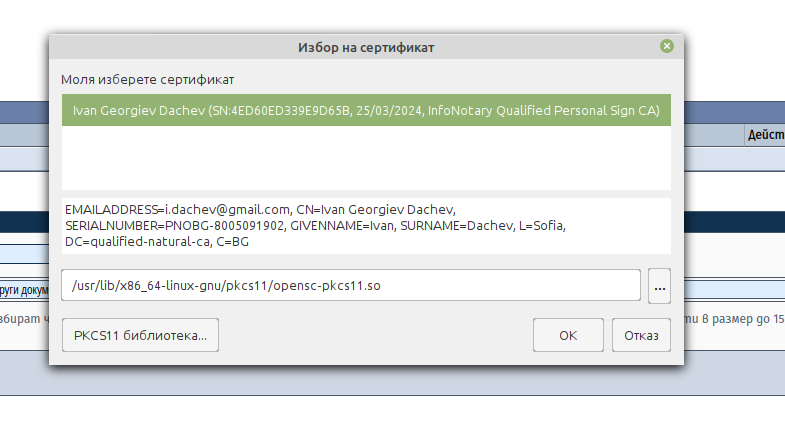 Избор на сертификат
Моля изберете сертификат
Ivan Georgiev Dachev (SN:4ED60ED339E9D65B, 25/03/2024, InfoNotary Qualified Personal Sign CA)
Дейст
EMAILADDRESS=i.dachev@gmail.com, CN=Ivan Georgiev Dachev,
SERIALNUMBER=PNOBG-8005091902, GIVENNAME=Ivan, SURNAME=Dachev, L=Sofia,
DC=qualified-natural-ca, C=BG
/usr/lib/x86_64-linux-gnu/pkcs11/opensc-pkcs11.so
...
руги докум
збират ч
ти в размер до 15
PKCS11 библиотека...
OK
Отказ